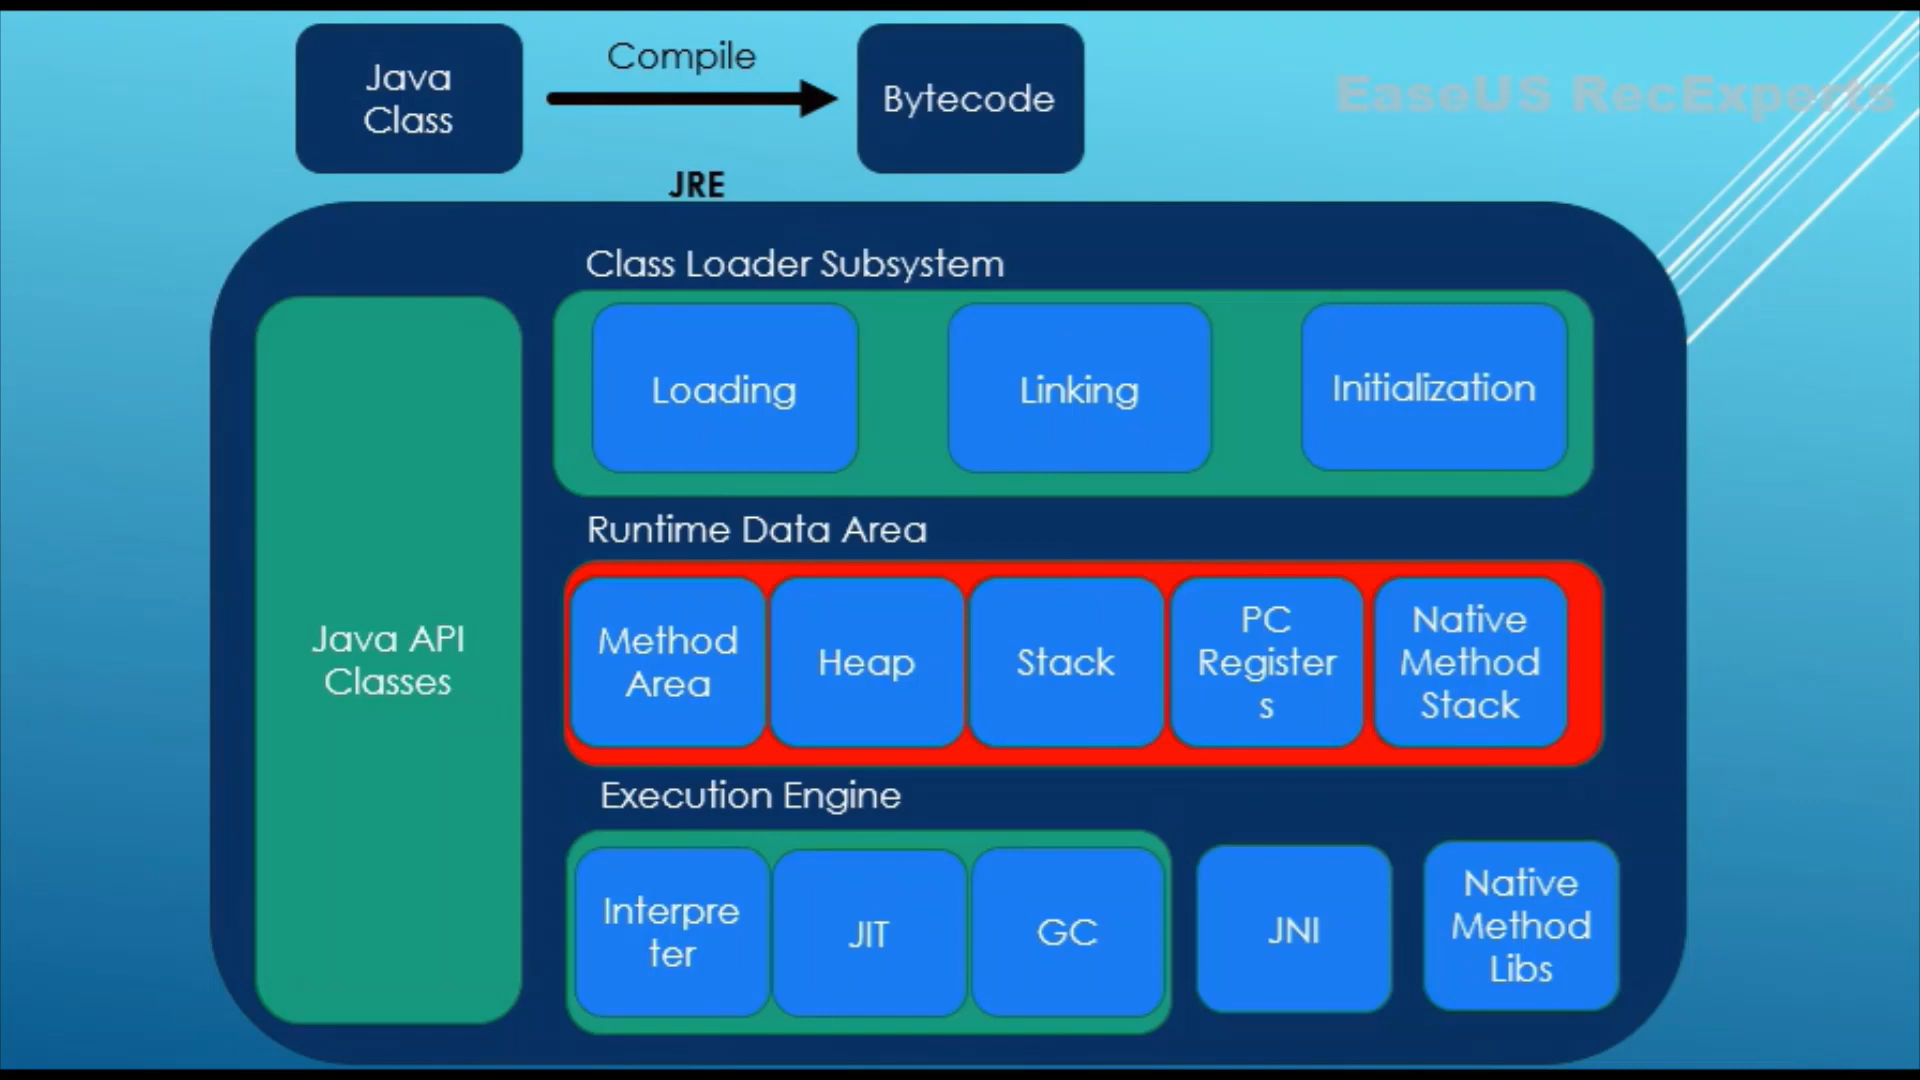 Java
Class
Compile
Bytecode
EaseUS RecExperts
JRE
Class Loader Subsystem
Loading
Linking
Initialization
Java API
Classes
Runtime Data Area
Method
Area
Heap
Stack
PC
Register
s
Native
Method
Stack
Execution Engine
Interpre
ter
JIT
GC
JNI
Native
Method
Libs